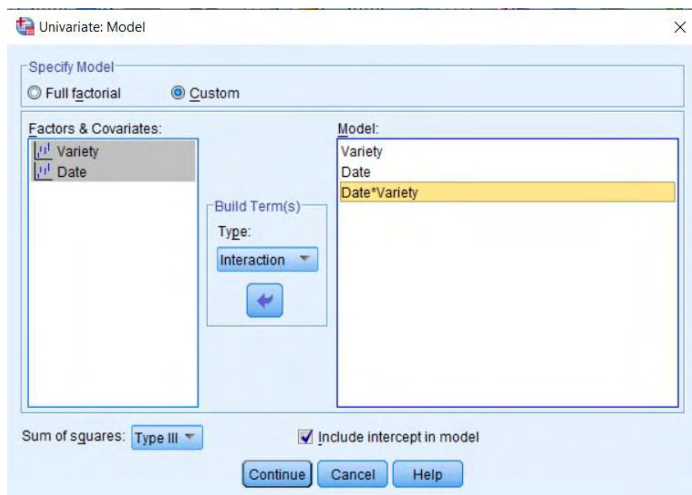 Univariate: Model
Specify Model
Full factorial
Custom
Factors & Covariates:
Variety
Date
Build Term(s)
Type:
Interaction
Model:
Variety
Date
Date*Variety
Sum of squares: Type III
Include intercept in model
Continue Cancel Help